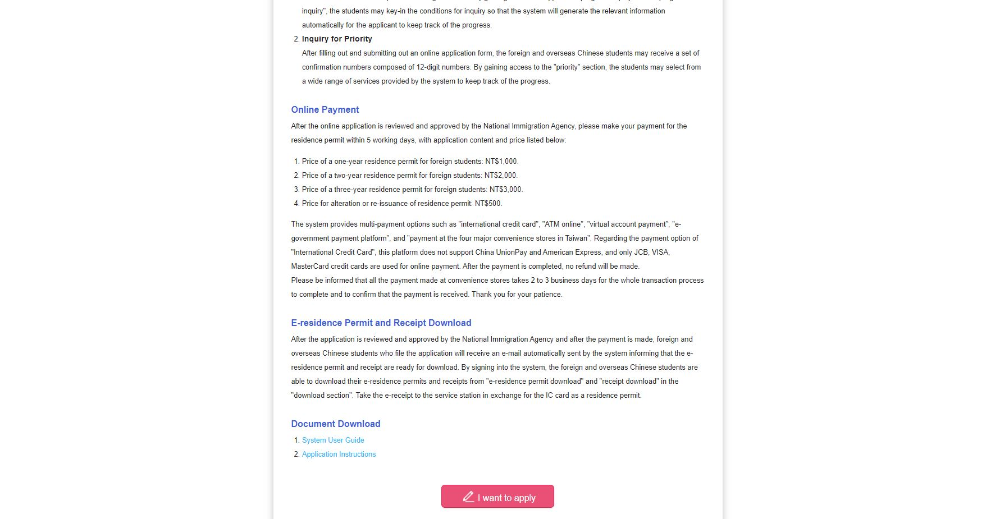 inquiry", the students may key-in the conditions for inquiry so that the system will generate the relevant information
automatically for the applicant to keep track of the progress.
2. Inquiry for Priority
After filling out and submitting out an online application form, the foreign and overseas Chinese students may receive a set of
confirmation numbers composed of 12-digit numbers. By gaining access to the "priority" section, the students may select from
a wide range of services provided by the system to keep track of the progress.
Online Payment
After the online application is reviewed and approved by the National Immigration Agency, please make your payment for the
residence permit within 5 working days, with application content and price listed below:
1. Price of a one-year residence permit for foreign students: NT$1,000.
2. Price of a two-year residence permit for foreign students: NT$2,000.
3. Price of a three-year residence permit for foreign students: NT$3,000.
4. Price for alteration or re-issuance of residence permit: NT$500.
The system provides multi-payment options such as "international credit card", "ATM online", "virtual account payment", "e-
government payment platform", and "payment at the four major convenience stores in Taiwan". Regarding the payment option of
"International Credit Card", this platform does not support China UnionPay and American Express, and only JCB, VISA,
MasterCard credit cards are used for online payment. After the payment is completed, no refund will be made.
Please be informed that all the payment made at convenience stores takes 2 to 3 business days for the whole transaction process
to complete and to confirm that the payment is received. Thank you for your patience.
E-residence Permit and Receipt Download
After the application is reviewed and approved by the National Immigration Agency and after the payment is made, foreign and
overseas Chinese students who file the application will receive an e-mail automatically sent by the system informing that the e-
residence permit and receipt are ready for download. By signing into the system, the foreign and overseas Chinese students are
able to download their e-residence permits and receipts from "e-residence permit download" and "receipt download" in the
"download section". Take the e-receipt to the service station in exchange for the IC card as a residence permit.
Document Download
1. System User Guide
2. Application Instructions
I want to apply